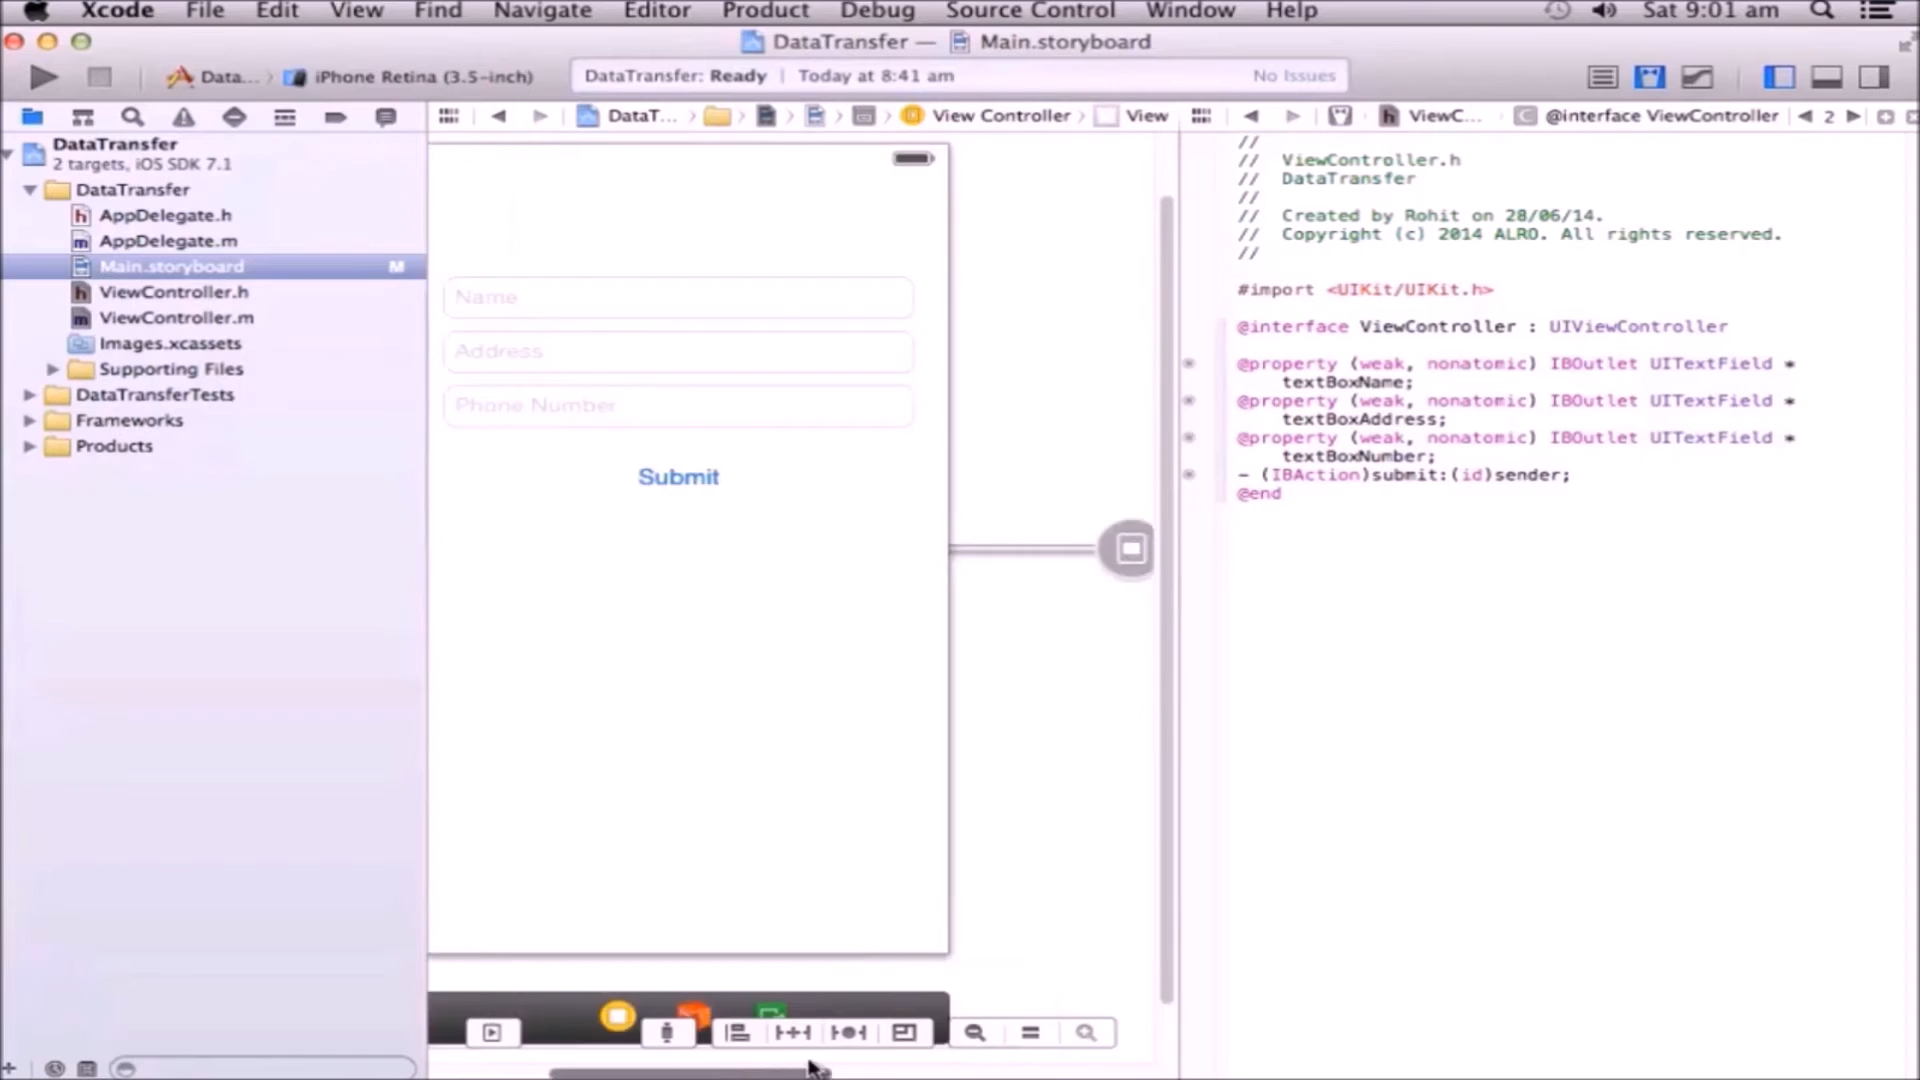 Xcode File Edit View Find Navigate Editor Product Debug Source Control Window Help Sat 9:01 am
DataTransfer — Main.storyboard
Data... iPhone Retina (3.5-inch) DataTransfer: Ready Today at 8:41 am No Issues
DataT... View Controller View ViewC... @interface ViewController 2
DataTransfer
2 targets, iOS SDK 7.1
DataTransfer
AppDelegate.h
AppDelegate.m
Main.storyboard M
ViewController.h
ViewController.m
Images.xcassets
Supporting Files
DataTransferTests
Frameworks
Products
Name
Address
Phone Number
Submit
//
// ViewController.h
// DataTransfer
//
// Created by Rohit on 28/06/14.
// Copyright (c) 2014 ALRO. All rights reserved.
//
#import <UIKit/UIKit.h>
@interface ViewController : UIViewController
@property (weak, nonatomic) IBOutlet UITextField *
textBoxName;
@property (weak, nonatomic) IBOutlet UITextField *
textBoxAddress;
@property (weak, nonatomic) IBOutlet UITextField *
textBoxNumber;
- (IBAction)submit:(id)sender;
@end